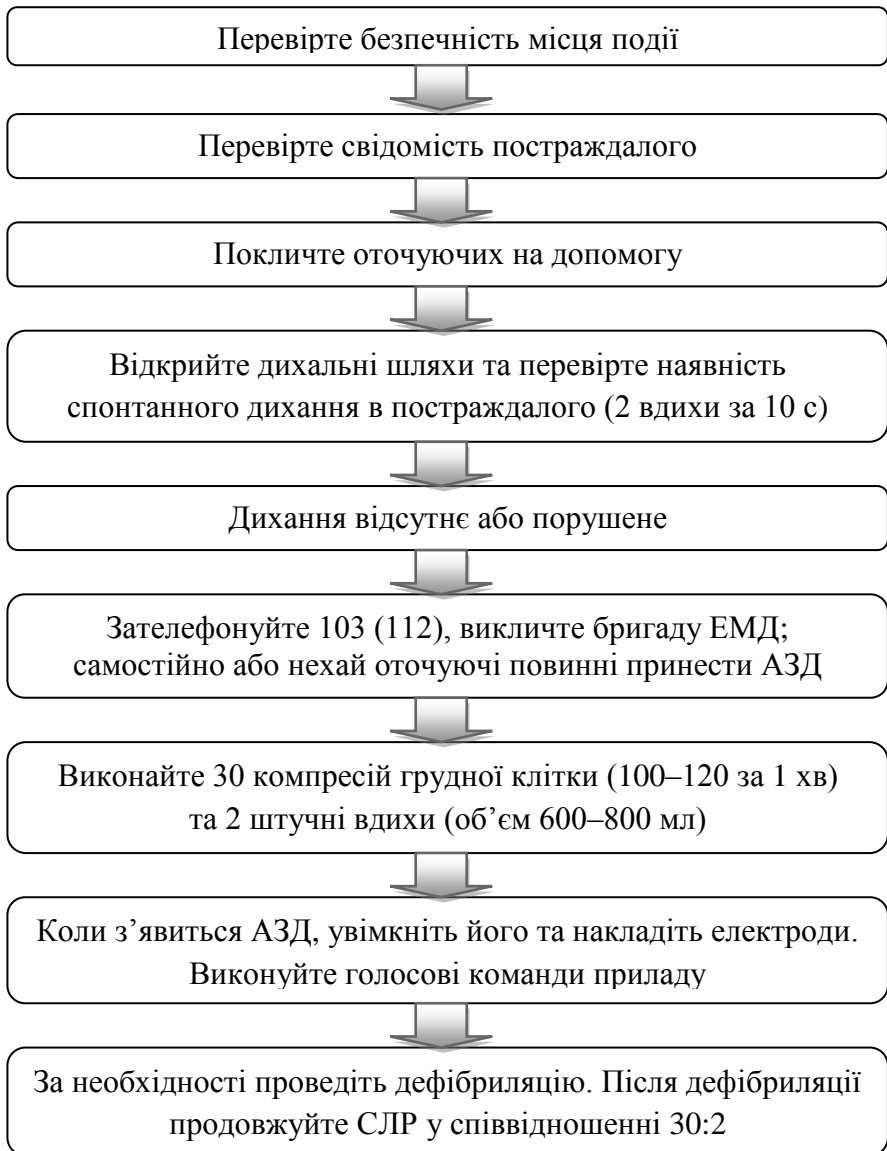 Перевірте безпечність місця події
Перевірте свідомість постраждалого
Покличте оточуючих на допомогу
Відкрийте дихальні шляхи та перевірте наявність
спонтанного дихання в постраждалого (2 вдихи за 10 с)
Дихання відсутнє або порушене
Зателефонуйте 103 (112), викличте бригаду ЕМД;
самостійно або нехай оточуючі повинні принести АЗД
Виконайте 30 компресій грудної клітки (100–120 за 1 хв)
та 2 штучні вдихи (об’єм 600–800 мл)
Коли з’явиться АЗД, увімкніть його та накладіть електроди.
Виконуйте голосові команди приладу
За необхідності проведіть дефібриляцію. Після дефібриляції
продовжуйте СЛР у співвідношенні 30:2